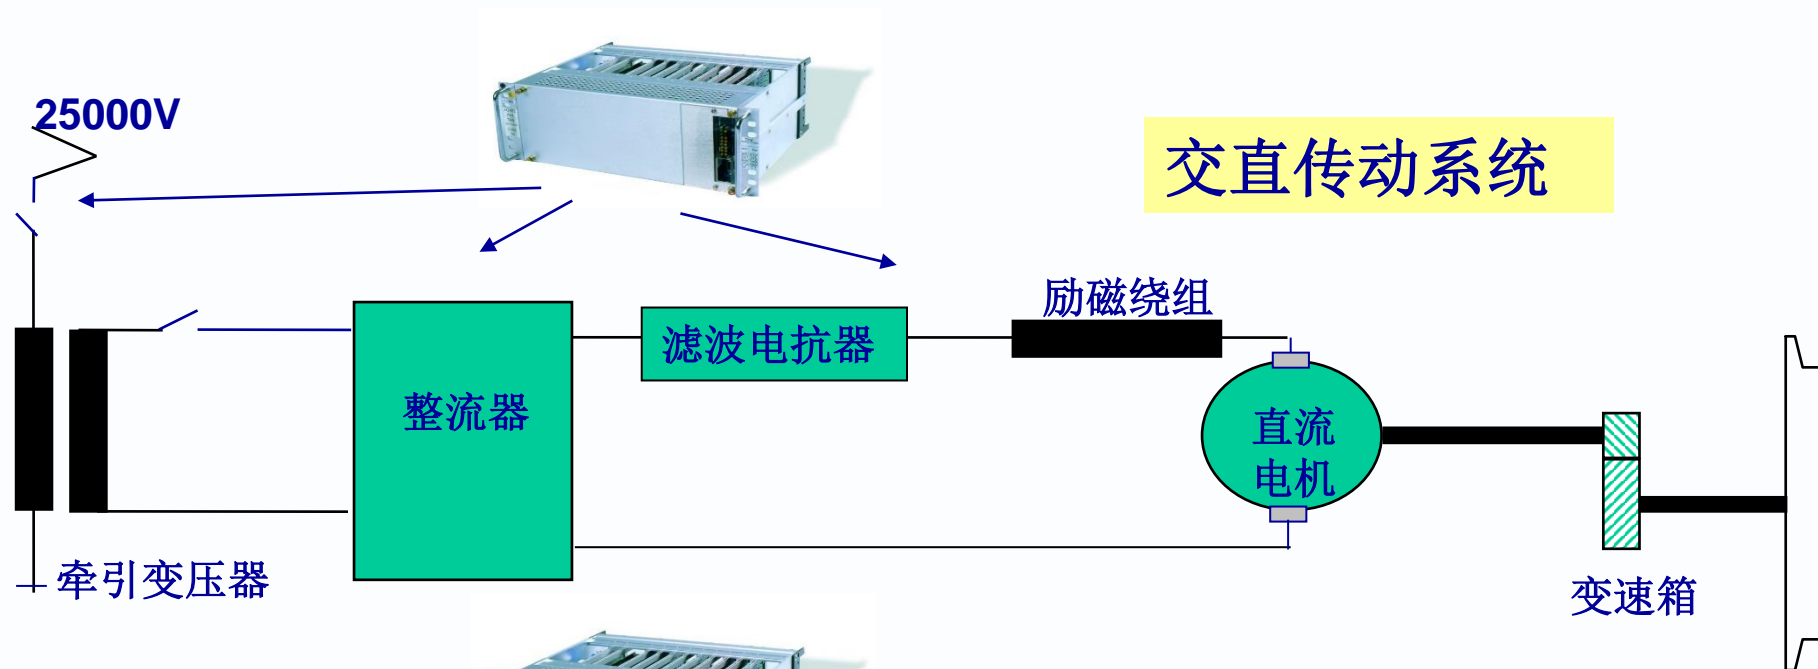 25000V
交直传动系统
励磁绕组
滤波电抗器
整流器
直流
电机
牵引变压器
变速箱